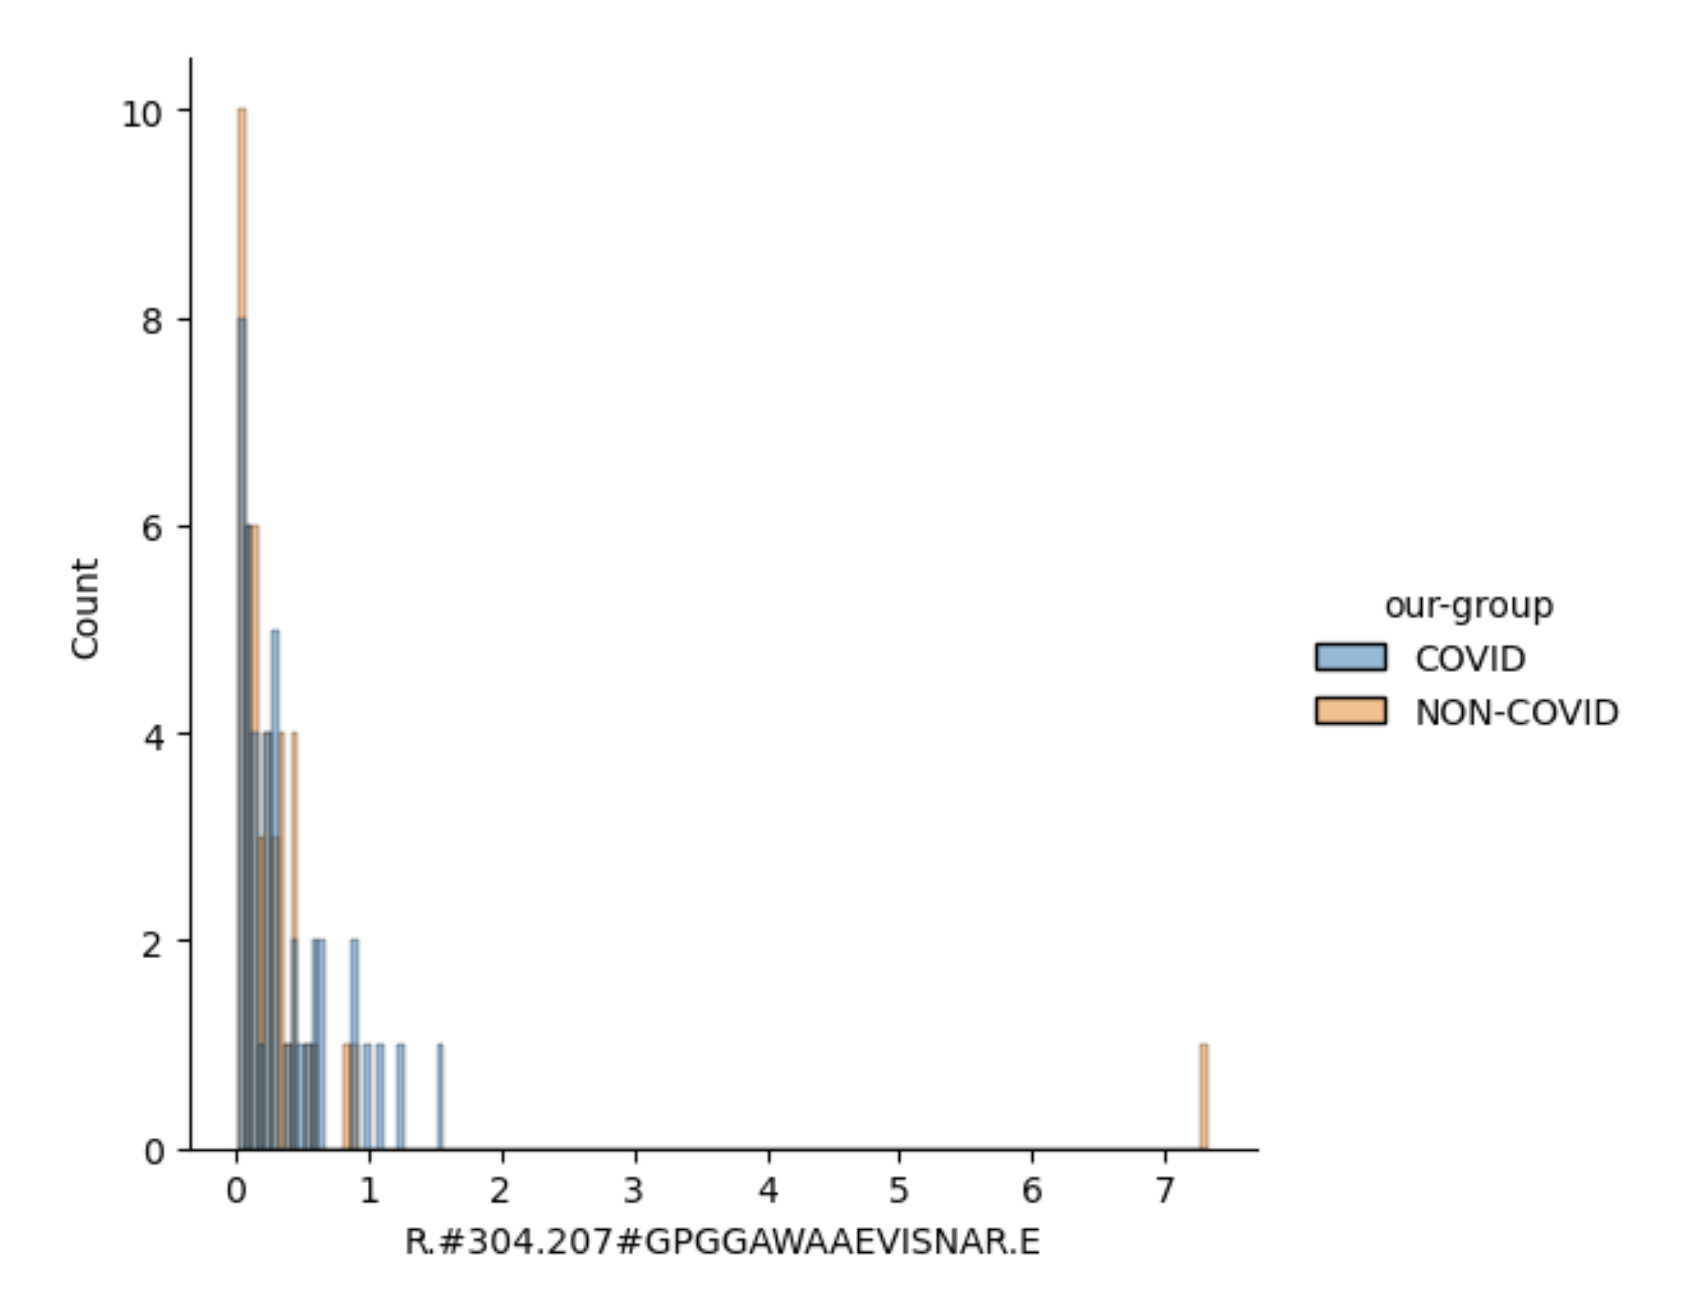 10
8
6
4
2
0
Count
0 1 2 3 4 5 6 7
R.#304.207#GPGGAWAAEVISNAR.E
our-group
COVID
NON-COVID